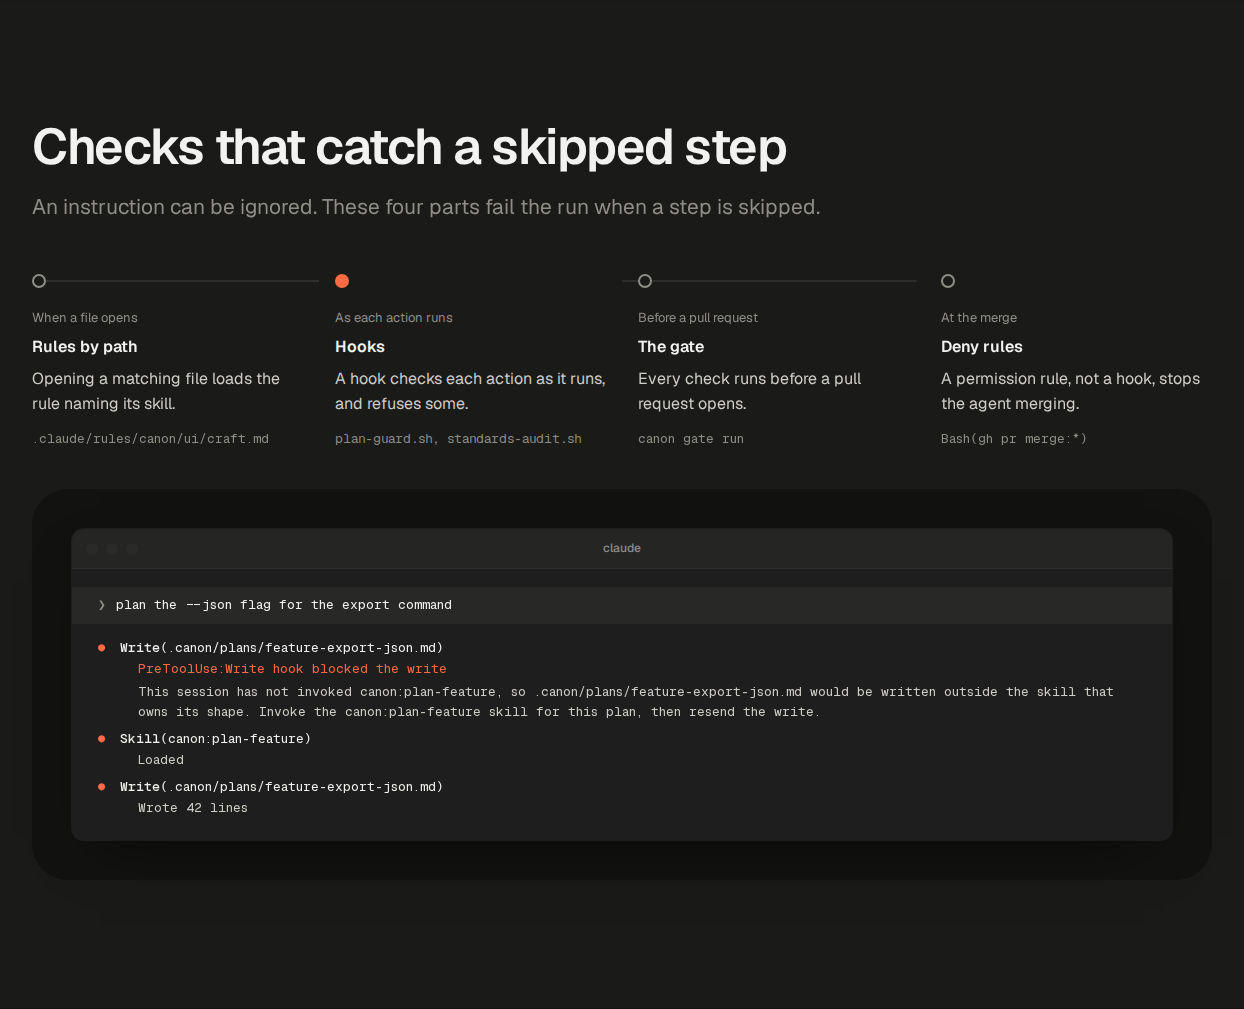 Checks that catch a skipped step
An instruction can be ignored. These four parts fail the run when a step is skipped.
When a file opens
Rules by path
Opening a matching file loads the
rule naming its skill.
.claude/rules/canon/ui/craft.md
As each action runs
Hooks
A hook checks each action as it runs,
and refuses some.
plan-guard.sh, standards-audit.sh
Before a pull request
The gate
Every check runs before a pull
request opens.
canon gate run
At the merge
Deny rules
A permission rule, not a hook, stops
the agent merging.
Bash(gh pr merge:*)
claude
❯ plan the --json flag for the export command
● Write(.canon/plans/feature-export-json.md)
PreToolUse:Write hook blocked the write
This session has not invoked canon:plan-feature, so .canon/plans/feature-export-json.md would be written outside the skill that
owns its shape. Invoke the canon:plan-feature skill for this plan, then resend the write.
● Skill(canon:plan-feature)
Loaded
● Write(.canon/plans/feature-export-json.md)
Wrote 42 lines